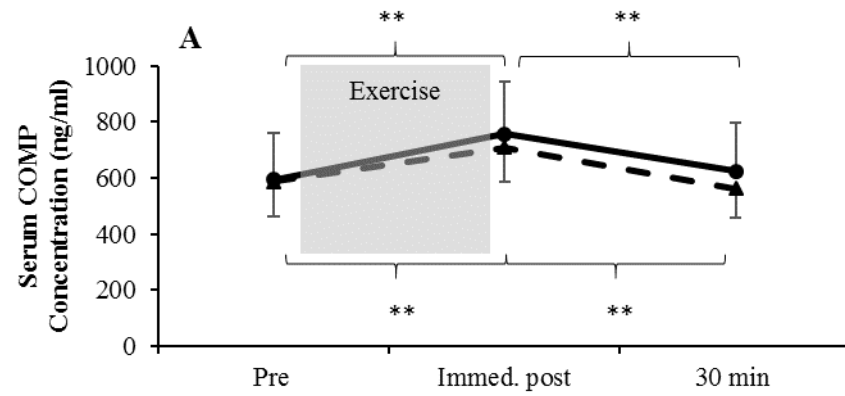 **
**
A
1000
Exercise
800
600
400
200
0
**
**
Serum COMP
Concentration (ng/ml)
Pre
Immed. post
30 min